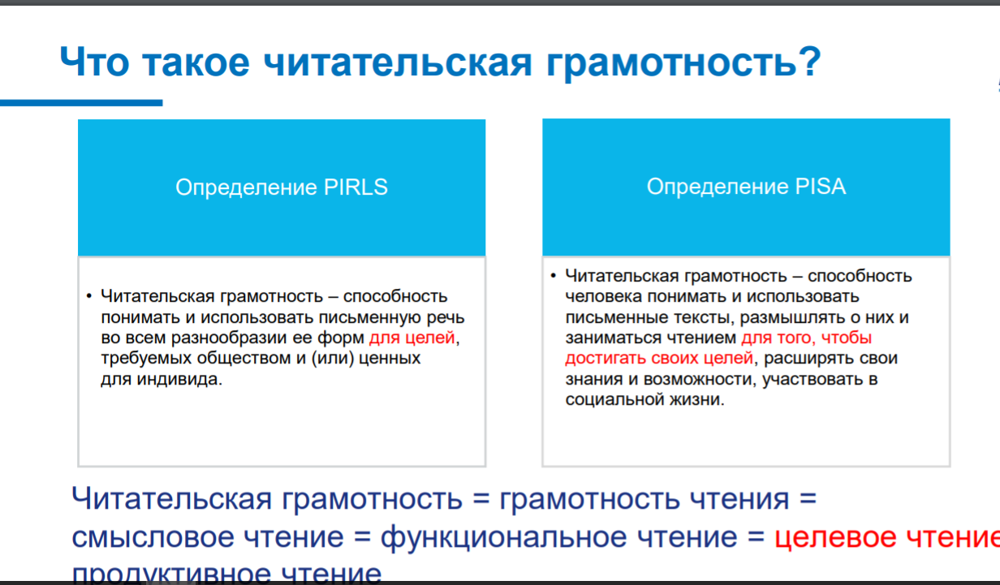 Что такое читательская грамотность?
Определение PIRLS
• Читательская грамотность – способность
понимать и использовать письменную речь
во всем разнообразии ее форм для целей,
требуемых обществом и (или) ценных
для индивида.
Определение PISA
• Читательская грамотность – способность
человека понимать и использовать
письменные тексты, размышлять о них и
заниматься чтением для того, чтобы
достигать своих целей, расширять свои
знания и возможности, участвовать в
социальной жизни.
Читательская грамотность = грамотность чтения =
смысловое чтение = функциональное чтение = целевое чтение
продуктивное чтение